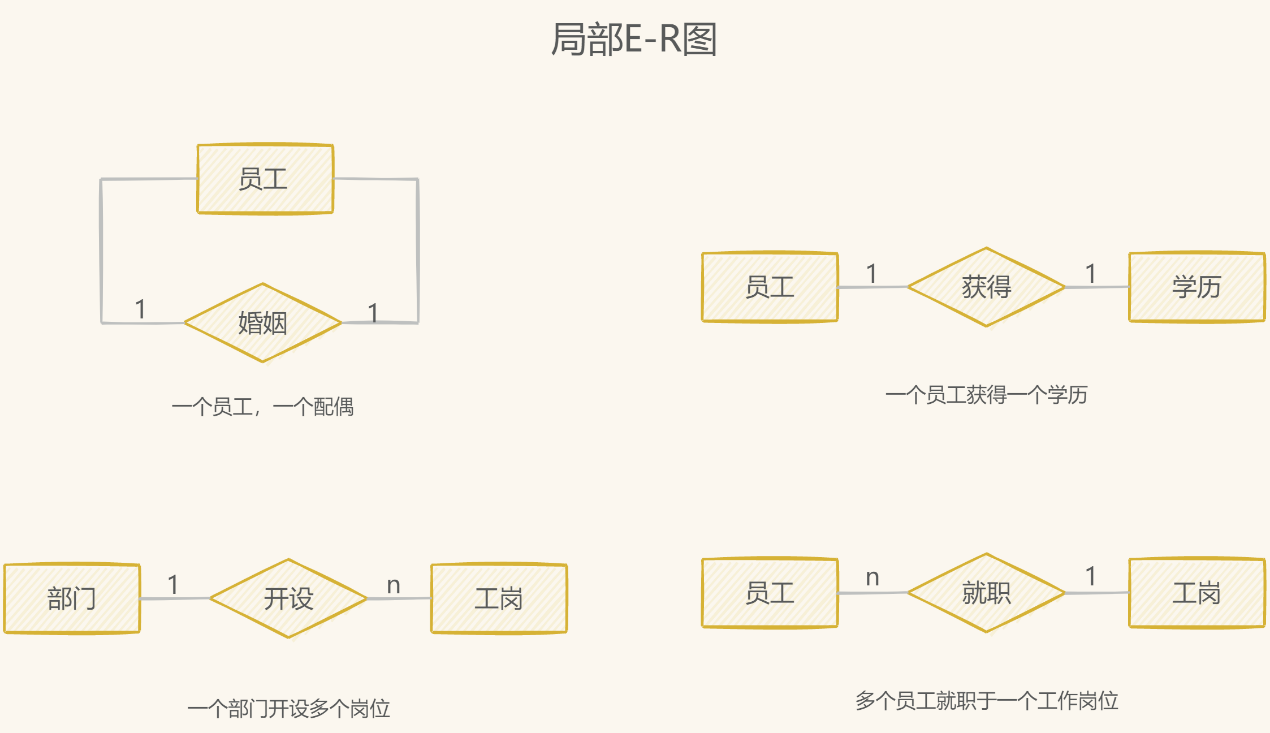 局部E-R图
员工
1
婚姻
1
一个员工，一个配偶
员工
1
获得
1
学历
一个员工获得一个学历
部门
1
开设
n
工岗
一个部门开设多个岗位
员工
n
就职
1
工岗
多个员工就职于一个工作岗位